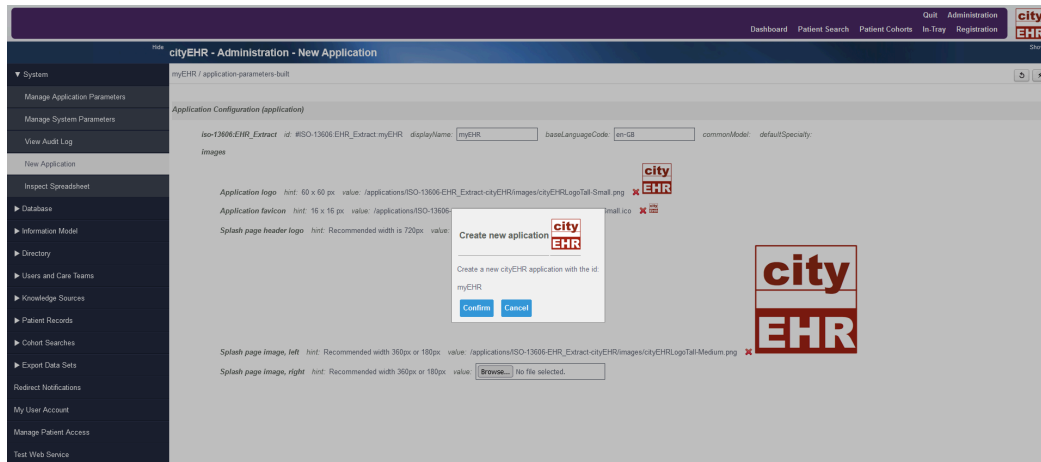 Quit Administration
Dashboard Patient Search Patient Cohorts In-Tray Registration
city
EHR
Hide
cityEHR - Administration - New Application
▼ System
myEHR / application-parameters-built
Manage Application Parameters
Application Configuration (application)
Manage System Parameters
iso-13606:EHR_Extract id: #ISO-13606:EHR_Extract:myEHR displayName: myEHR baseLanguageCode: en-GB commonModel: defaultSpecialty:
View Audit Log
images
New Application
city
EHR
Application logo hint: 60 x 60 px value: /applications/ISO-13606-EHR_Extract-cityEHR/images/cityEHRLogoTall-Small.png
Inspect Spreadsheet
▶ Database
Application favicon hint: 16 x 16 px value: /applications/ISO-13606- mall.ico
▶ Information Model
Splash page header logo hint: Recommended width is 720px value:
Create new aplication
city
EHR
Create a new cityEHR application with the id:
myEHR
Confirm Cancel
▶ Directory
▶ Users and Care Teams
▶ Knowledge Sources
▶ Patient Records
▶ Cohort Searches
city
EHR
Splash page image, left hint: Recommended width 360px or 180px value: /applications/ISO-13606-EHR_Extract-cityEHR/images/cityEHRLogoTall-Medium.png
▶ Export Data Sets
Splash page image, right hint: Recommended width 360px or 180px value: Browse... No file selected.
Redirect Notifications
My User Account
Manage Patient Access
Test Web Service